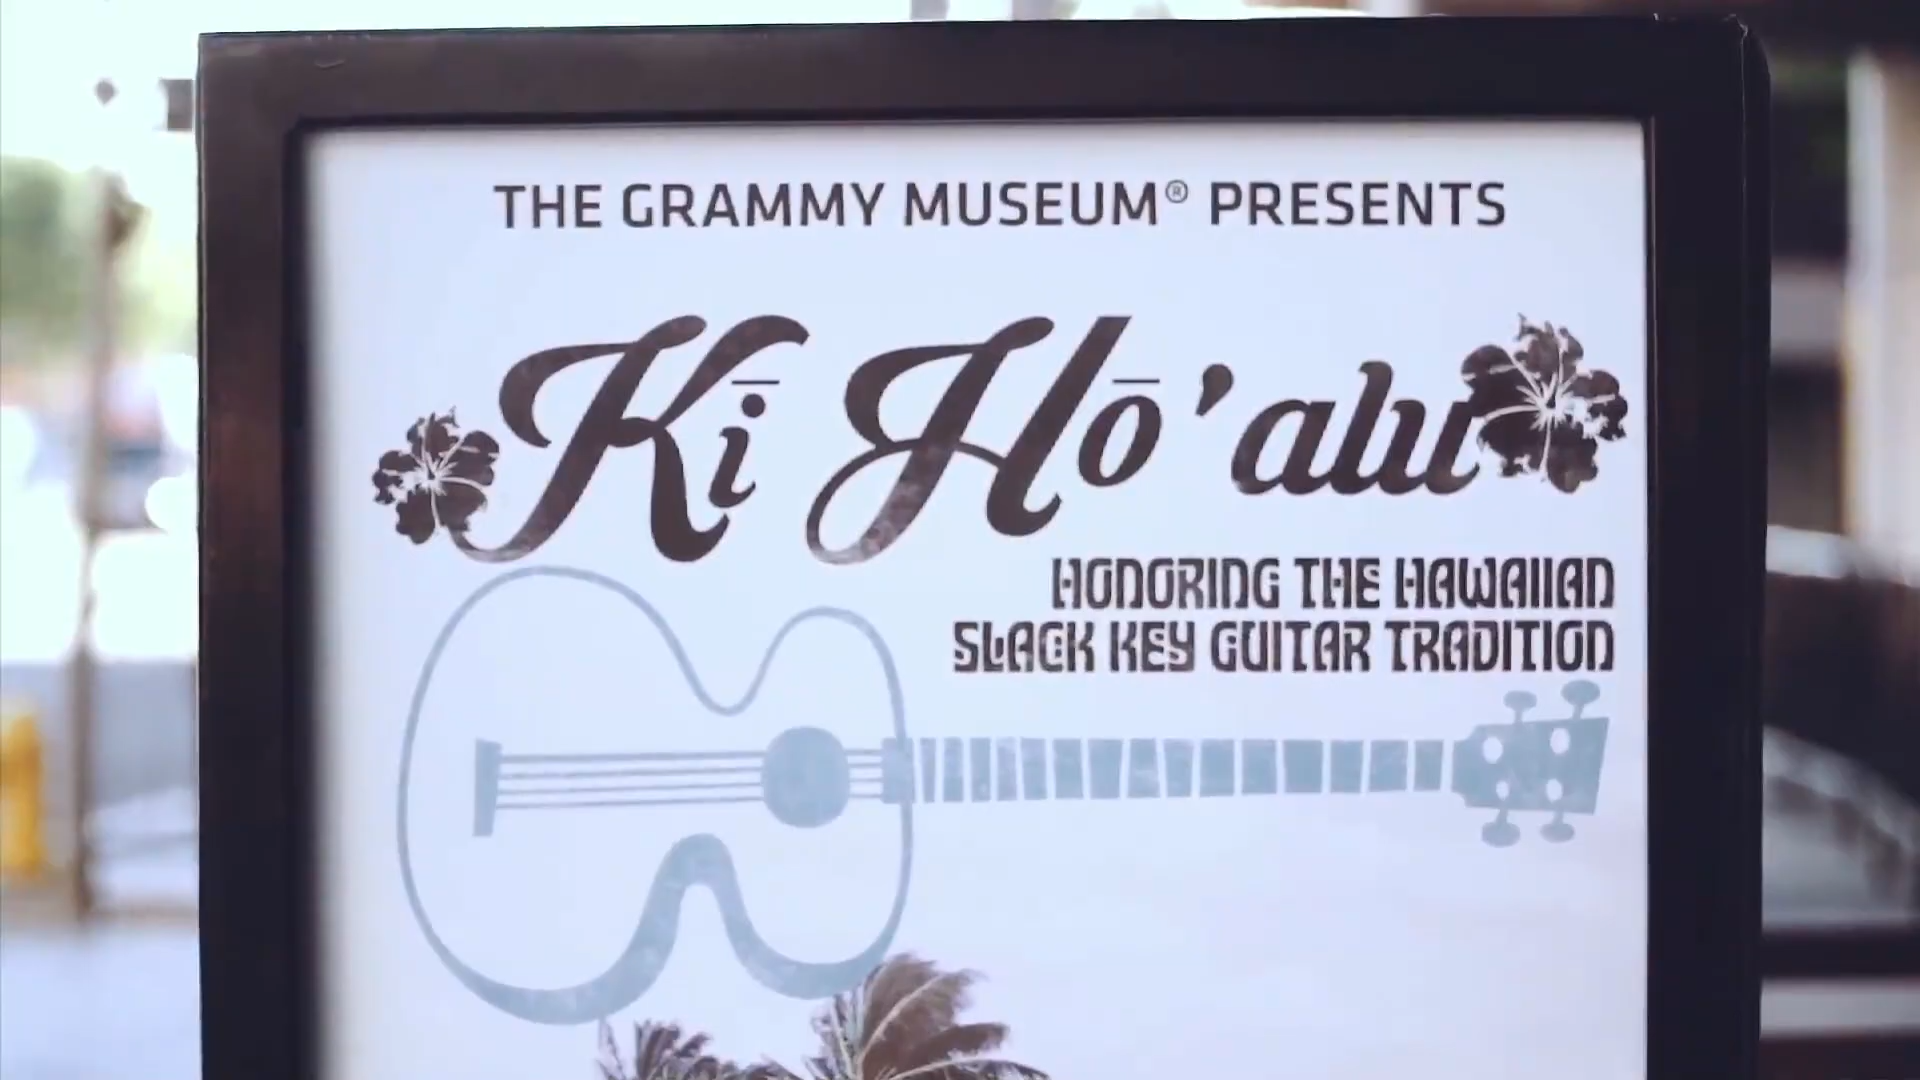 THE GRAMMY MUSEUM® PRESENTS
Kī Hō'alu
HONORING THE HAWAIIAN
SLACK KEY GUITAR TRADITION